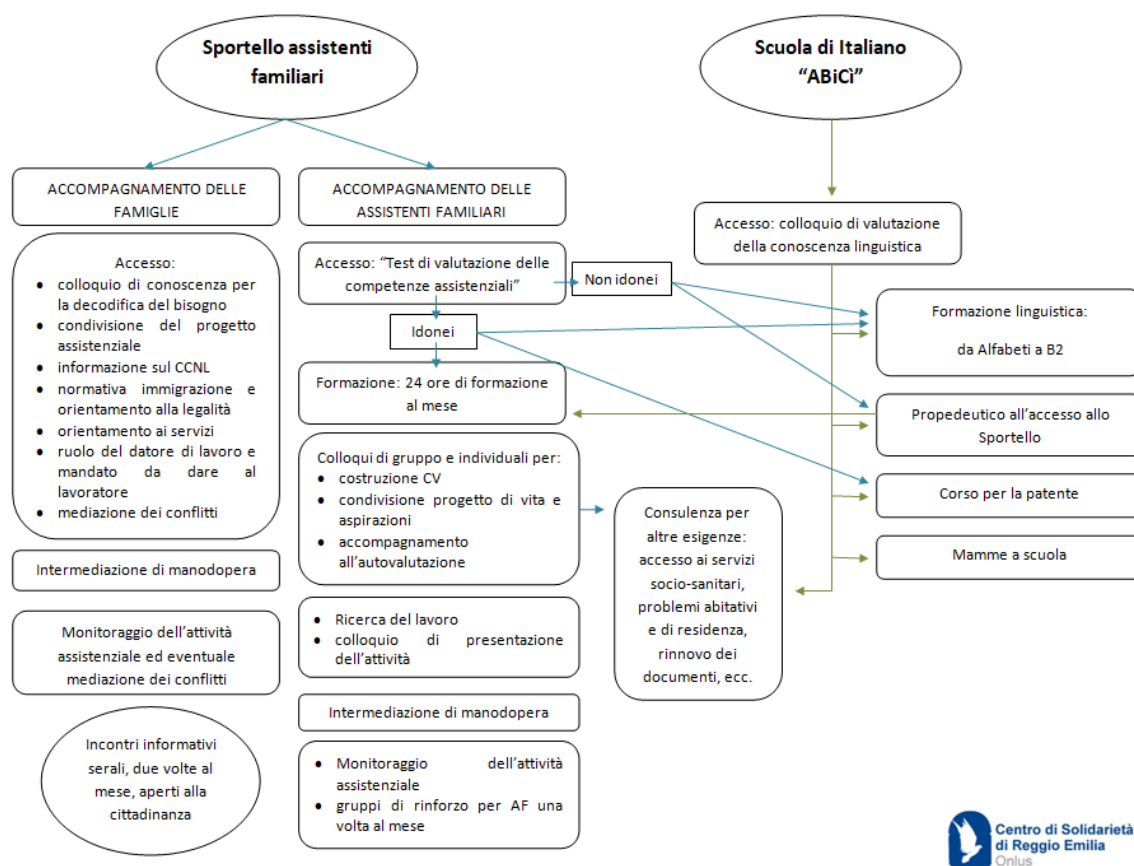 Sportello assistenti
familiari
Scuola di Italiano
“ABiCì”
ACCOMPAGNAMENTO DELLE
FAMIGLIE
ACCOMPAGNAMENTO DELLE
ASSISTENTI FAMILIARI
Accesso: colloquio di valutazione
della conoscenza linguistica
Accesso:
• colloquio di conoscenza per
la decodifica del bisogno
• condivisione del progetto
assistenziale
• informazione sul CCNL
• normativa immigrazione e
orientamento alla legalità
• orientamento ai servizi
• ruolo del datore di lavoro e
mandato da dare al
lavoratore
• mediazione dei conflitti
Accesso: “Test di valutazione delle
competenze assistenziali”
Non idonei
Idonei
Formazione: 24 ore di formazione
al mese
Formazione linguistica:
da Alfabeti a B2
Propedeutico all’accesso allo
Sportello
Corso per la patente
Mamme a scuola
Colloqui di gruppo e individuali per:
• costruzione CV
• condivisione progetto di vita e
aspirazioni
• accompagnamento
all’autovalutazione
Consulenza per
altre esigenze:
accesso ai servizi
socio-sanitari,
problemi abitativi
e di residenza,
rinnovo dei
documenti, ecc.
Intermediazione di manodopera
Monitoraggio dell’attività
assistenziale ed eventuale
mediazione dei conflitti
• Ricerca del lavoro
• colloquio di presentazione
dell’attività
Intermediazione di manodopera
Incontri informativi
serali, due volte al
mese, aperti alla
cittadinanza
• Monitoraggio dell’attività
assistenziale
• gruppi di rinforzo per AF una
volta al mese
Centro di Solidarietà
di Reggio Emilia
Onlus